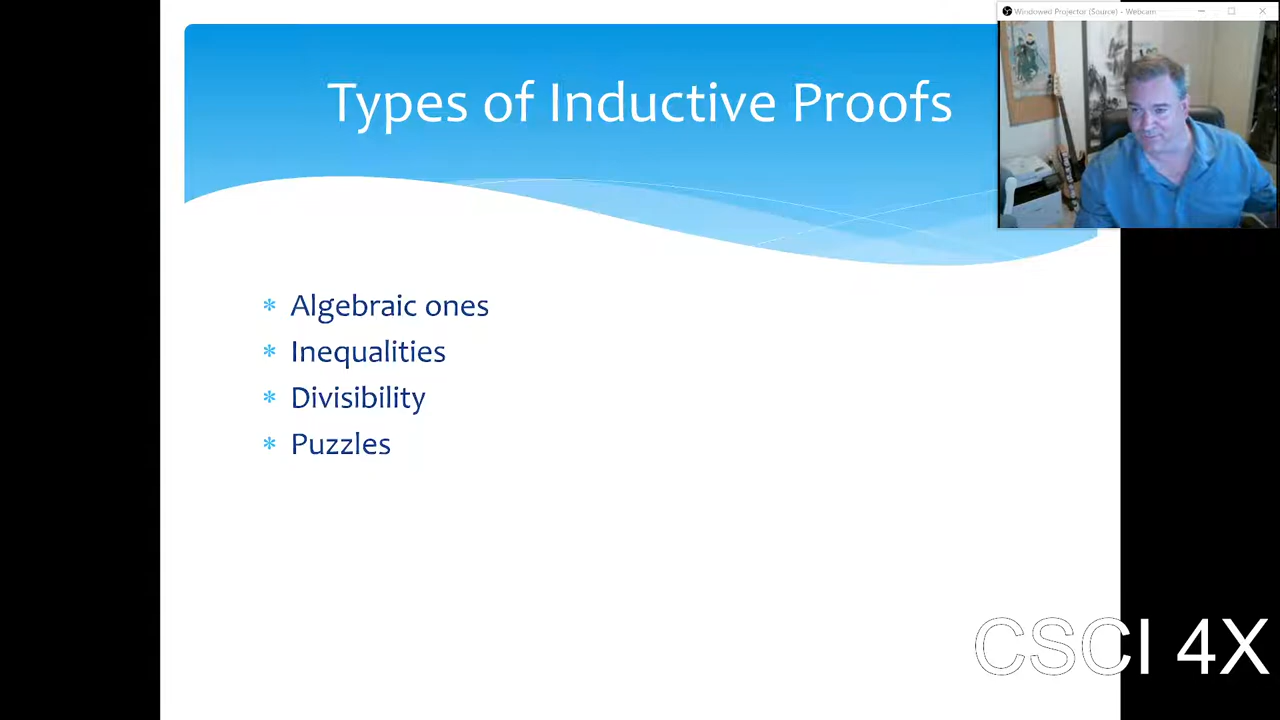 Windowed Projector (Source) - Webcam
Types of Inductive Proofs
* Algebraic ones
* Inequalities
* Divisibility
* Puzzles
CSCI 4X